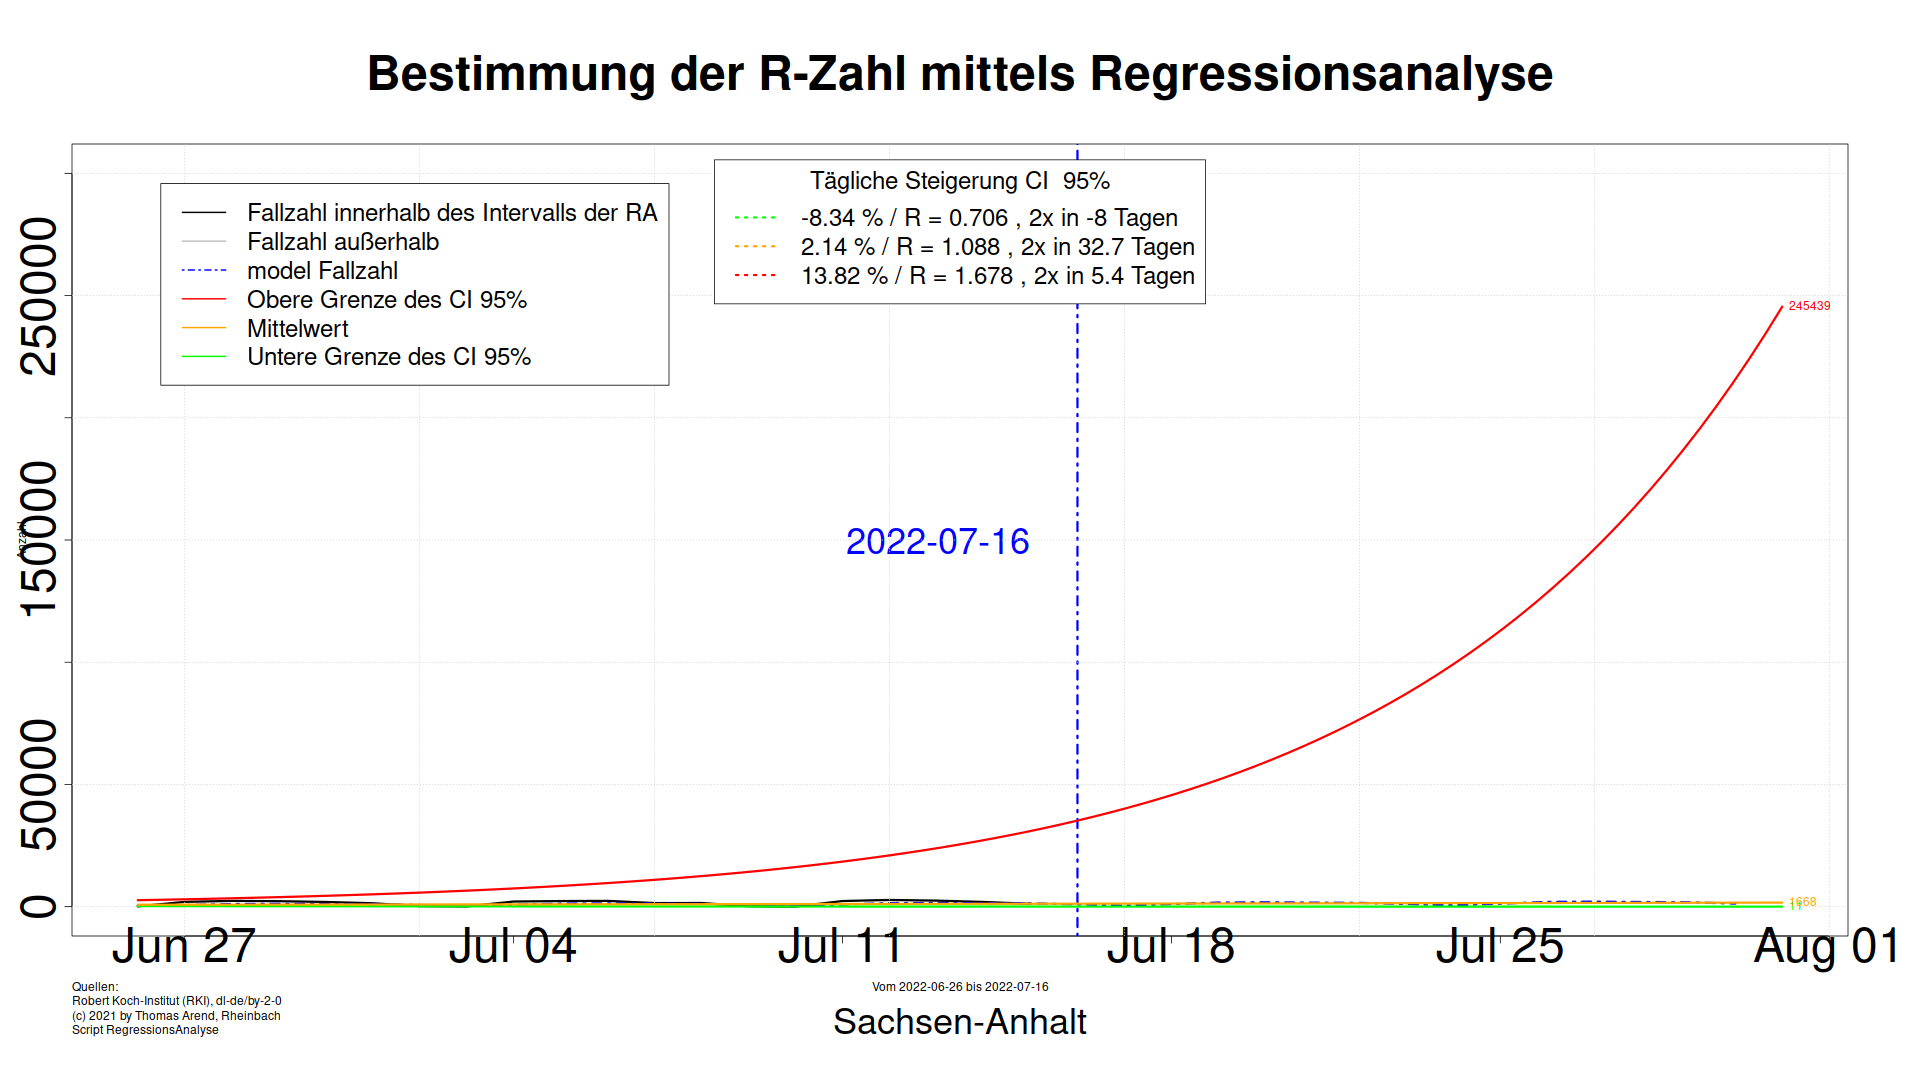 Bestimmung der R-Zahl mittels Regressionsanalyse
Fallzahl innerhalb des Intervalls der RA
Fallzahl außerhalb
model Fallzahl
Obere Grenze des CI 95%
Mittelwert
Untere Grenze des CI 95%
Tägliche Steigerung CI  95%
-8.34 % / R = 0.706 , 2x in -8 Tagen
2.14 % / R = 1.088 , 2x in 32.7 Tagen
13.82 % / R = 1.678 , 2x in 5.4 Tagen
245439
2022-07-16
1668
11
250000
150000
50000
0
Anzahl
Jun 27
Jul 04
Jul 11
Jul 18
Jul 25
Aug 01
Quellen:
Robert Koch-Institut (RKI), dl-de/by-2-0
(c) 2021 by Thomas Arend, Rheinbach
Script RegressionsAnalyse
Vom 2022-06-26 bis 2022-07-16
Sachsen-Anhalt